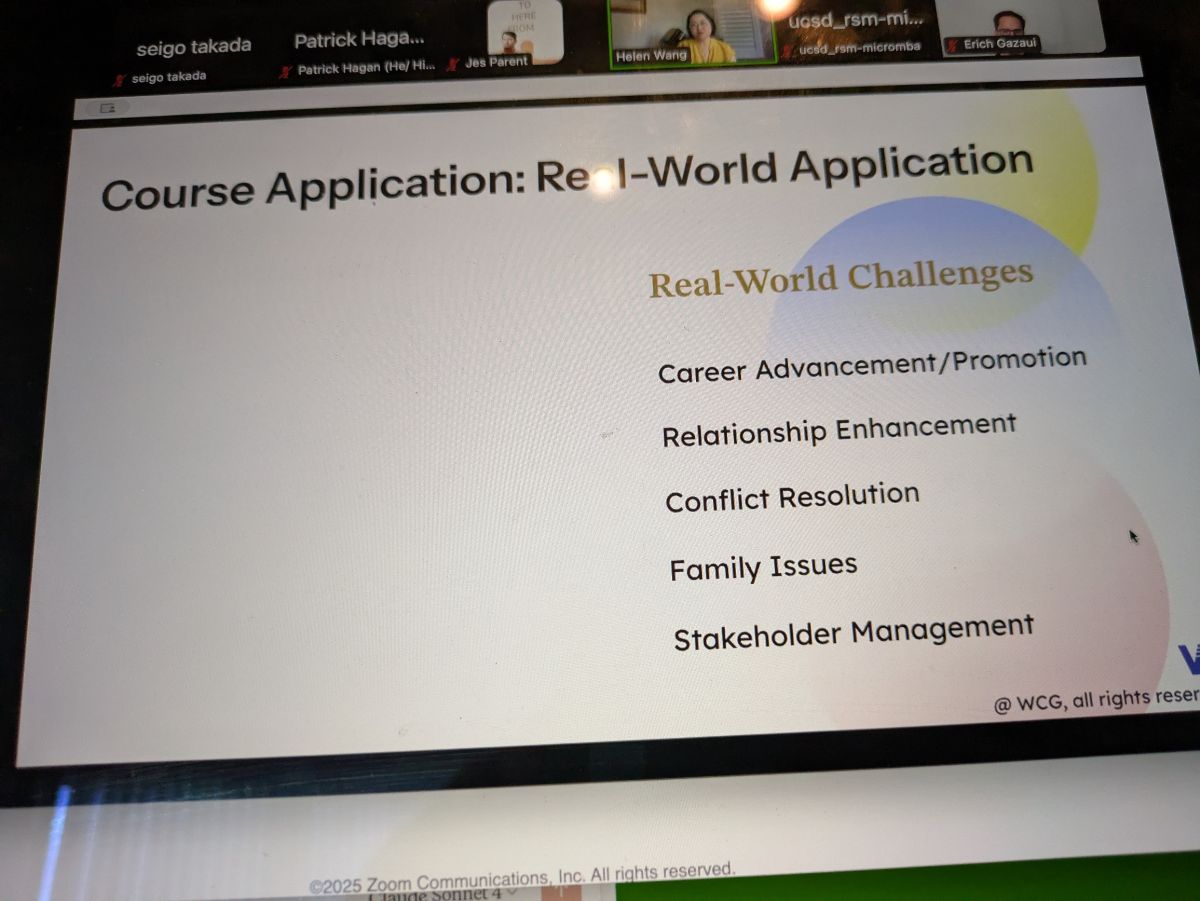 TO
HERE
FROM
seigo takada
Patrick Haga...
ucsd_rsm-mi...
seigo takada
Patrick Hagan (He/ Hi...
Jes Parent
Helen Wang
ucsd_rsm-micromba
Erich Gazaui
Course Application: Re l-World Application
Real-World Challenges
Career Advancement/Promotion
Relationship Enhancement
Conflict Resolution
Family Issues
Stakeholder Management
@ WCG, all rights reser
©2025 Zoom Communications, Inc. All rights reserved.
Claude Sonnet 4